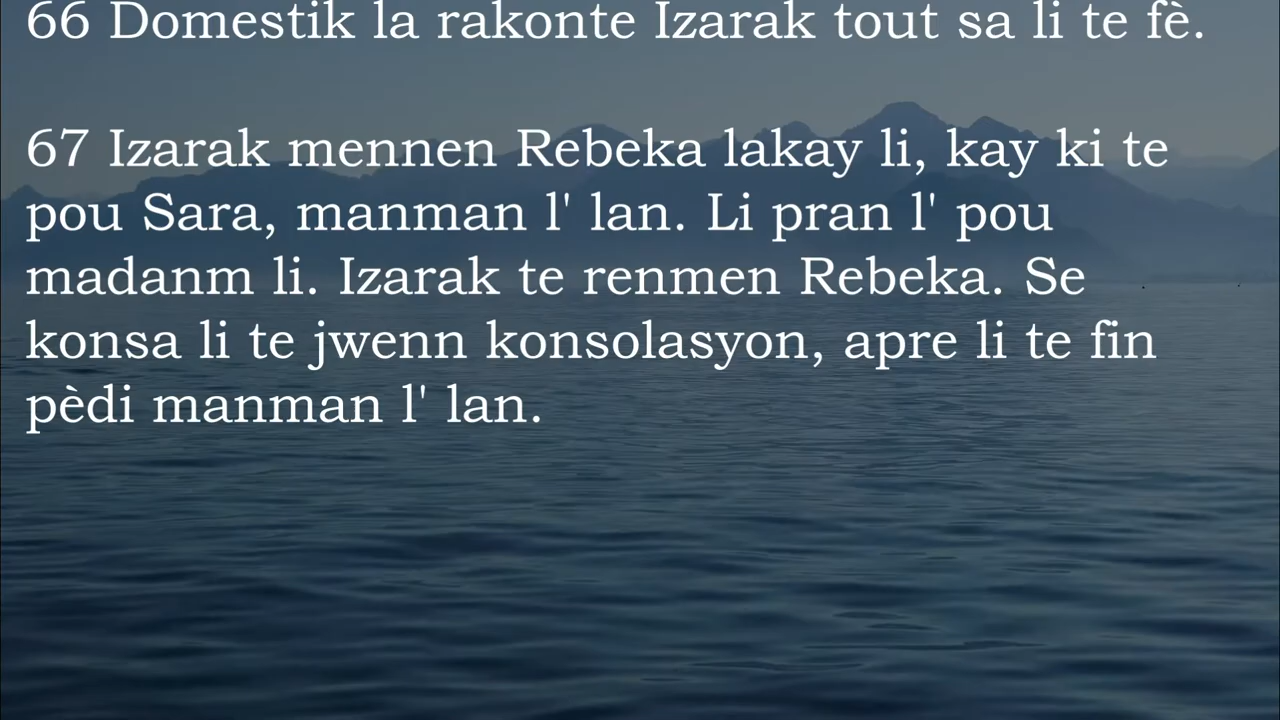 66 Domestik la rakonte Izarak tout sa li te fè.
67 Izarak mennen Rebeka lakay li, kay ki te
pou Sara, manman l' lan. Li pran l' pou
madanm li. Izarak te renmen Rebeka. Se
konsa li te jwenn konsolasyon, apre li te fin
pèdi manman l' lan.